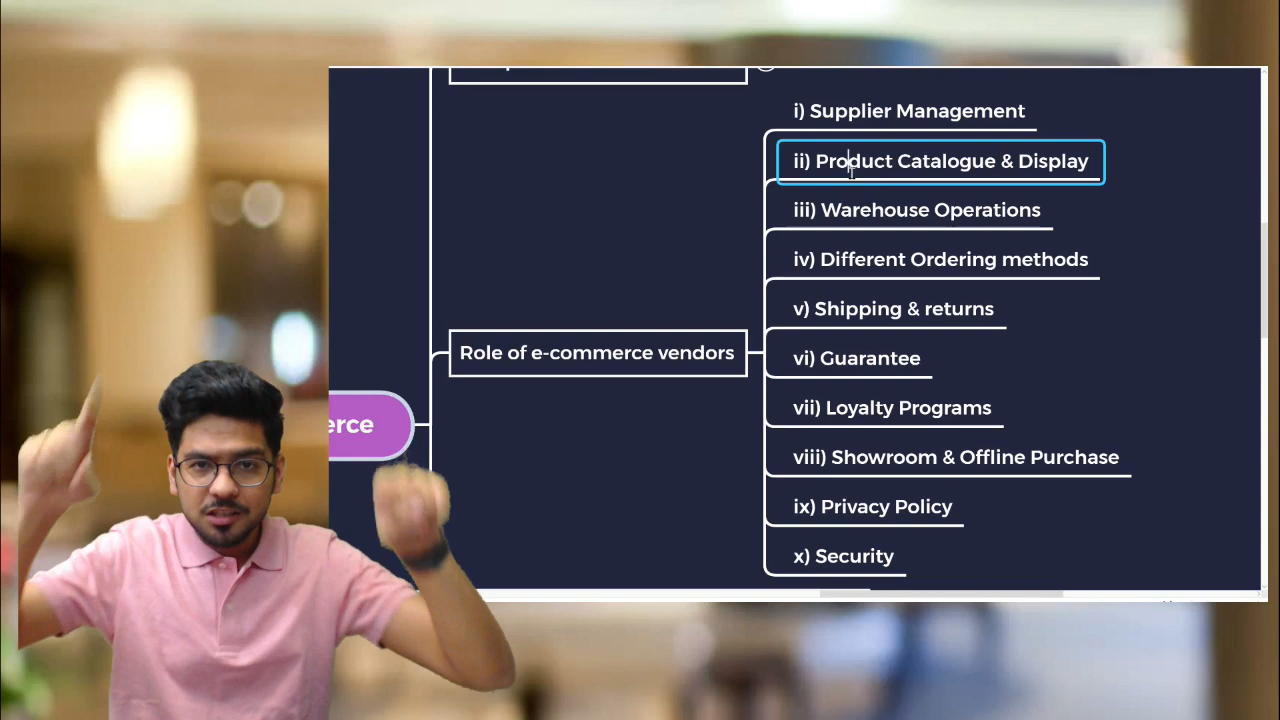 i) Supplier Management
ii) Product Catalogue & Display
iii) Warehouse Operations
iv) Different Ordering methods
v) Shipping & returns
Role of e-commerce vendors
vi) Guarantee
vii) Loyalty Programs
erce
viii) Showroom & Offline Purchase
ix) Privacy Policy
x) Security